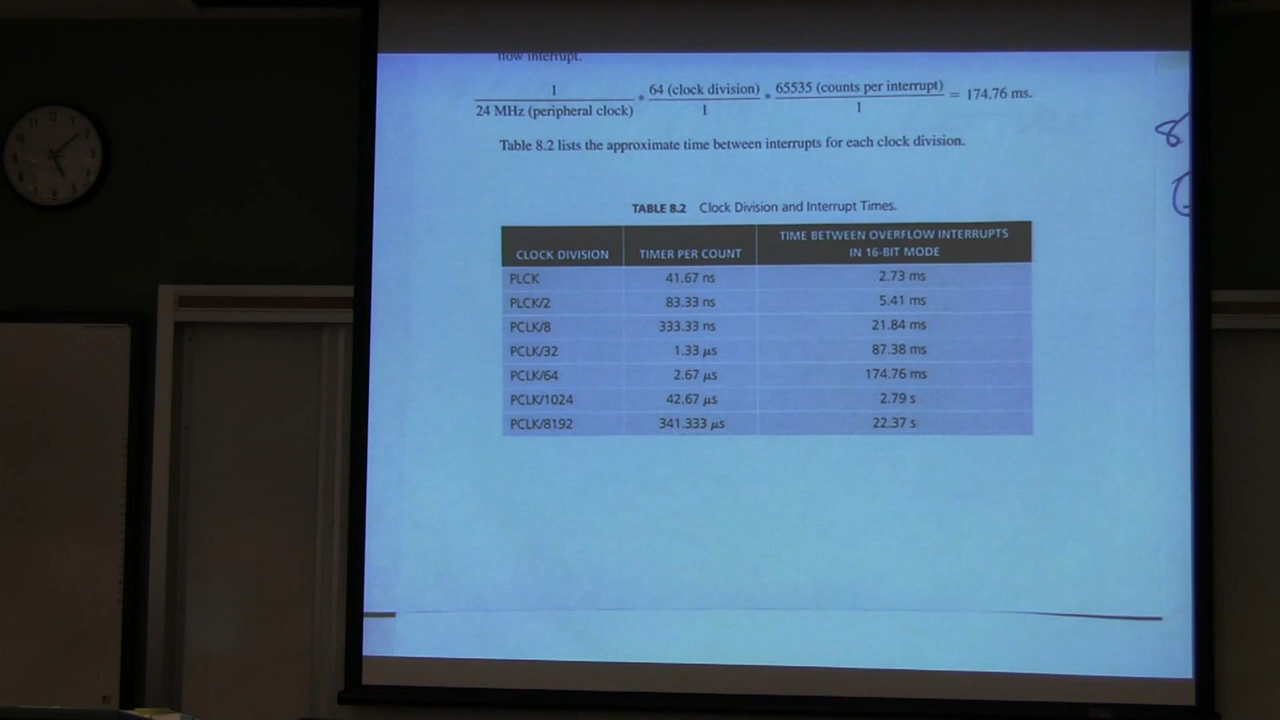 flow interrupt.
1/24 MHz (peripheral clock) * 64 (clock division)/1 * 65535 (counts per interrupt)/1 = 174.76 ms.
Table 8.2 lists the approximate time between interrupts for each clock division.
TABLE 8.2 Clock Division and Interrupt Times.
CLOCK DIVISION TIMER PER COUNT TIME BETWEEN OVERFLOW INTERRUPTS IN 16-BIT MODE
PLCK 41.67 ns 2.73 ms
PLCK/2 83.33 ns 5.41 ms
PCLK/8 333.33 ns 21.84 ms
PCLK/32 1.33 μs 87.38 ms
PCLK/64 2.67 μs 174.76 ms
PCLK/1024 42.67 μs 2.79 s
PCLK/8192 341.333 μs 22.37 s